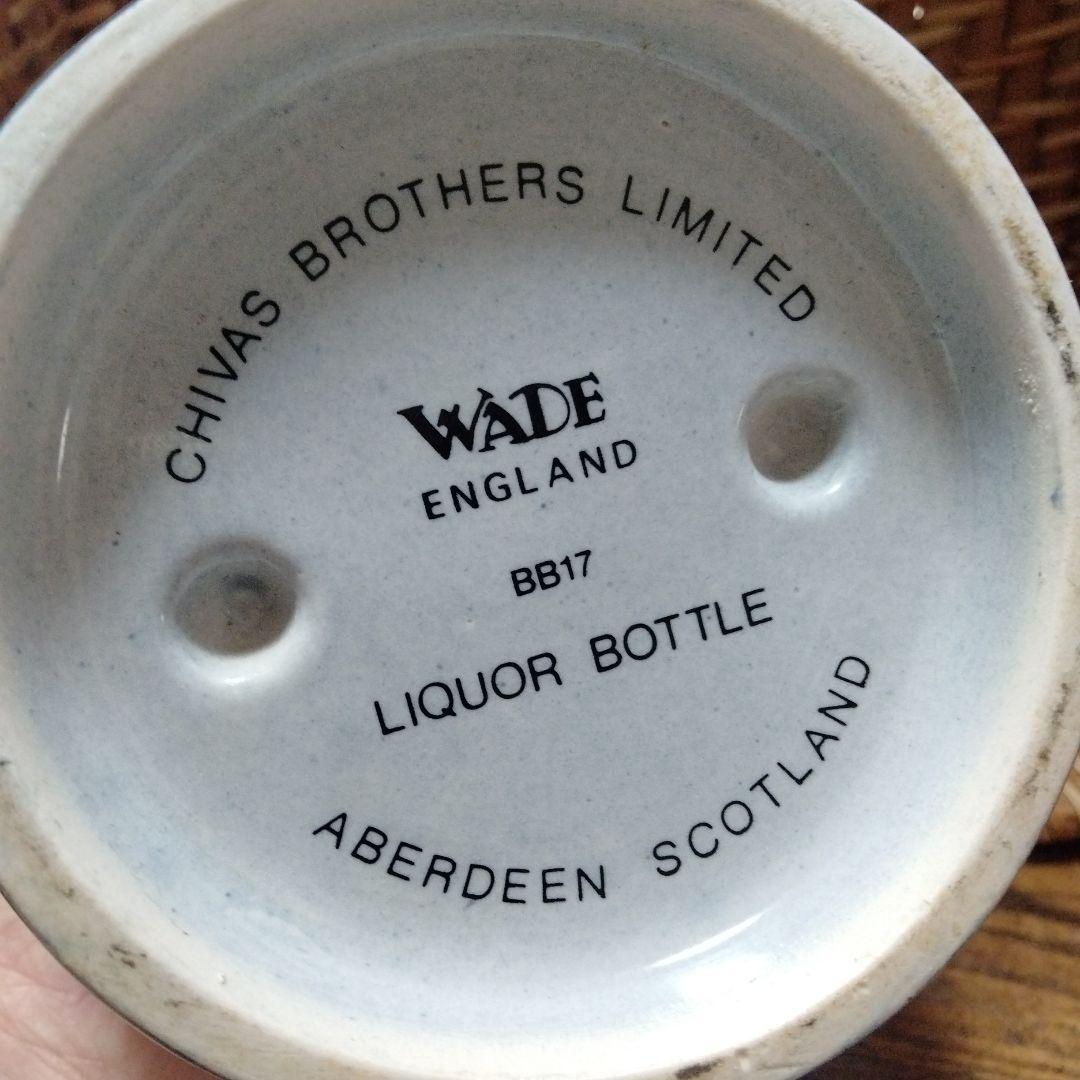 CHIVAS BROTHERS LIMITED
WADE
ENGLAND
BB17
LIQUOR BOTTLE
ABERDEEN SCOTLAND